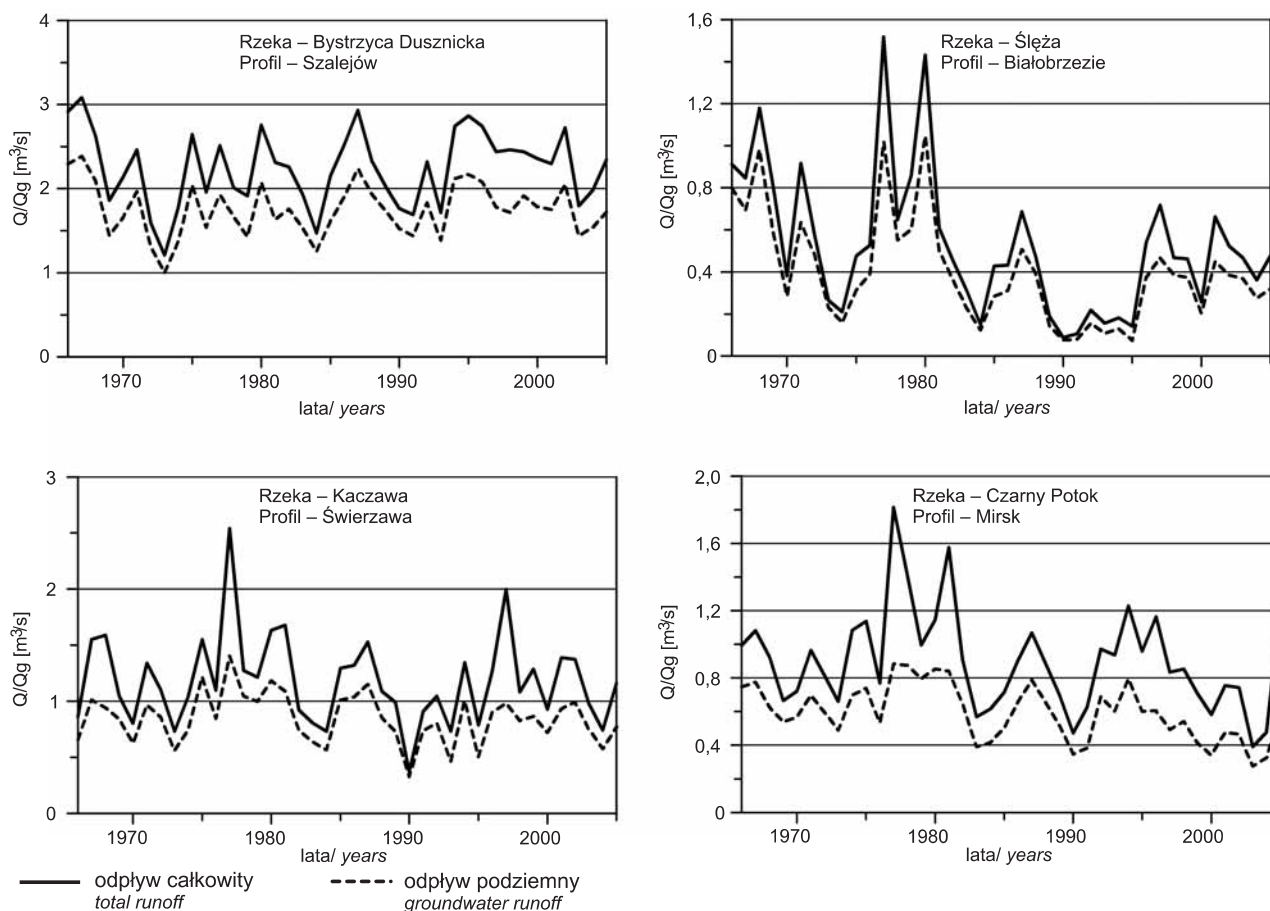 Rzeka – Bystrzyca Dusznicka
Profil – Szalejów
Q/Qg [m³/s]
4
3
2
1
0
1970 1980 1990 2000
lata/ years
Rzeka – Ślęża
Profil – Białobrzezie
Q/Qg [m³/s]
1,6
1,2
0,8
0,4
0
1970 1980 1990 2000
lata/ years
Rzeka – Kaczawa
Profil – Świerzawa
Q/Qg [m³/s]
3
2
1
0
1970 1980 1990 2000
lata/ years
Rzeka – Czarny Potok
Profil – Mirsk
Q/Qg [m³/s]
2,0
1,6
1,2
0,8
0,4
0
1970 1980 1990 2000
lata/ years
odpływ całkowity
total runoff
odpływ podziemny
groundwater runoff